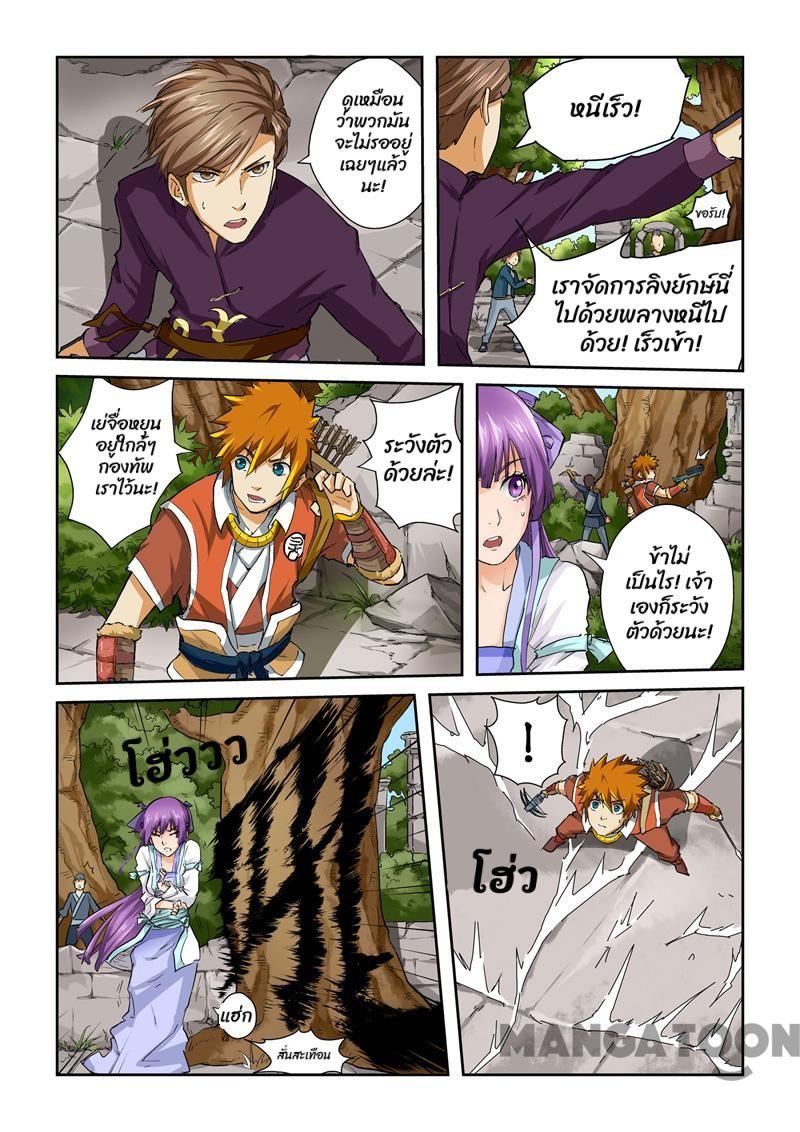 ดูเหมือน
ว่าพวกมัน
จะไม่รออยู่
เฉยๆแล้ว
นะ!
หนีเร็ว!
ขอรับ!
เราจัดการลิงยักษ์นี่
ไปด้วยพลางหนีไป
ด้วย! เร็วเข้า!
เย่จื่อหยุน
อยู่ใกล้ๆ
กองทัพ
เราไว้นะ!
ระวังตัว
ด้วยล่ะ!
ข้าไม่
เป็นไร! เจ้า
เองก็ระวัง
ตัวด้วยนะ!
โฮ่ววว
แฮ่ก
สั่นสะเทือน
!
โฮ่ว
MANGATOON